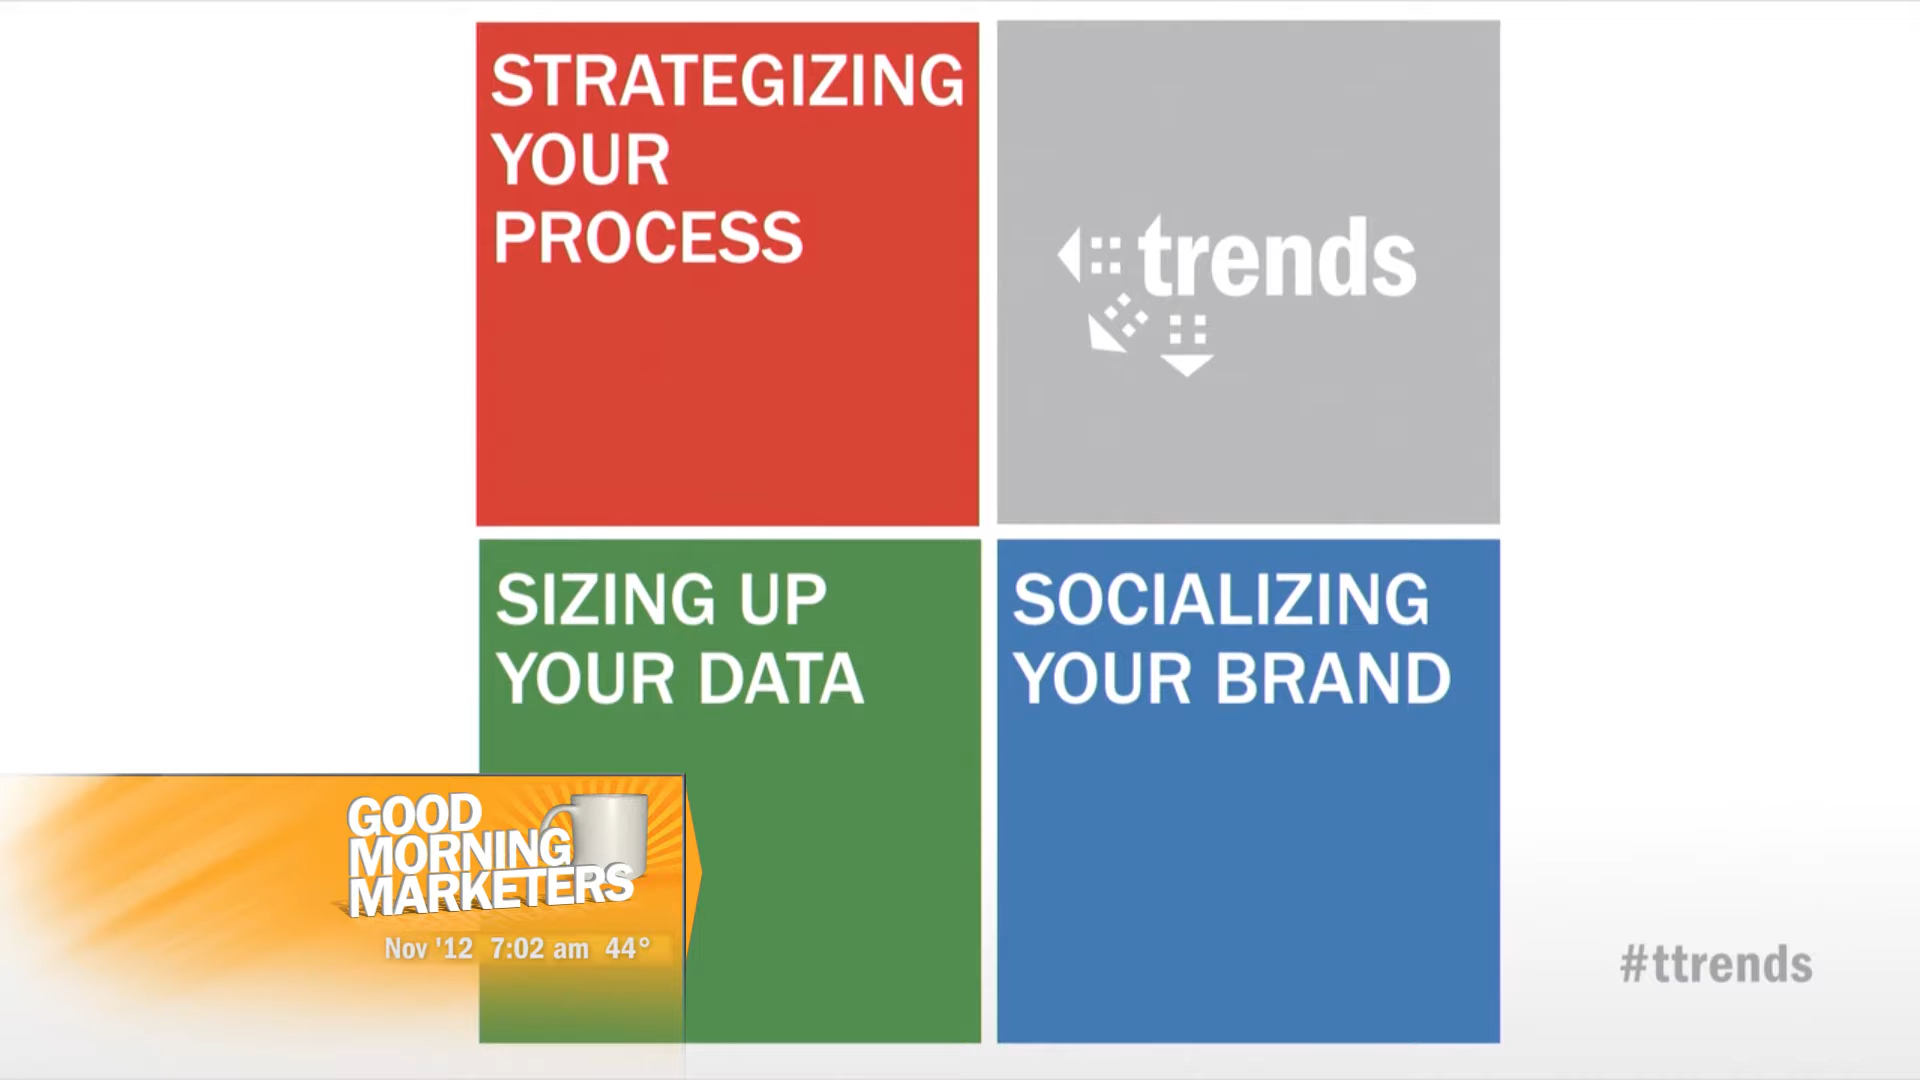 STRATEGIZING
YOUR
PROCESS
trends
SIZING UP
YOUR DATA
SOCIALIZING
YOUR BRAND
GOOD
MORNING
MARKETERS
Nov '12 7:02 am 44°
#ttrends